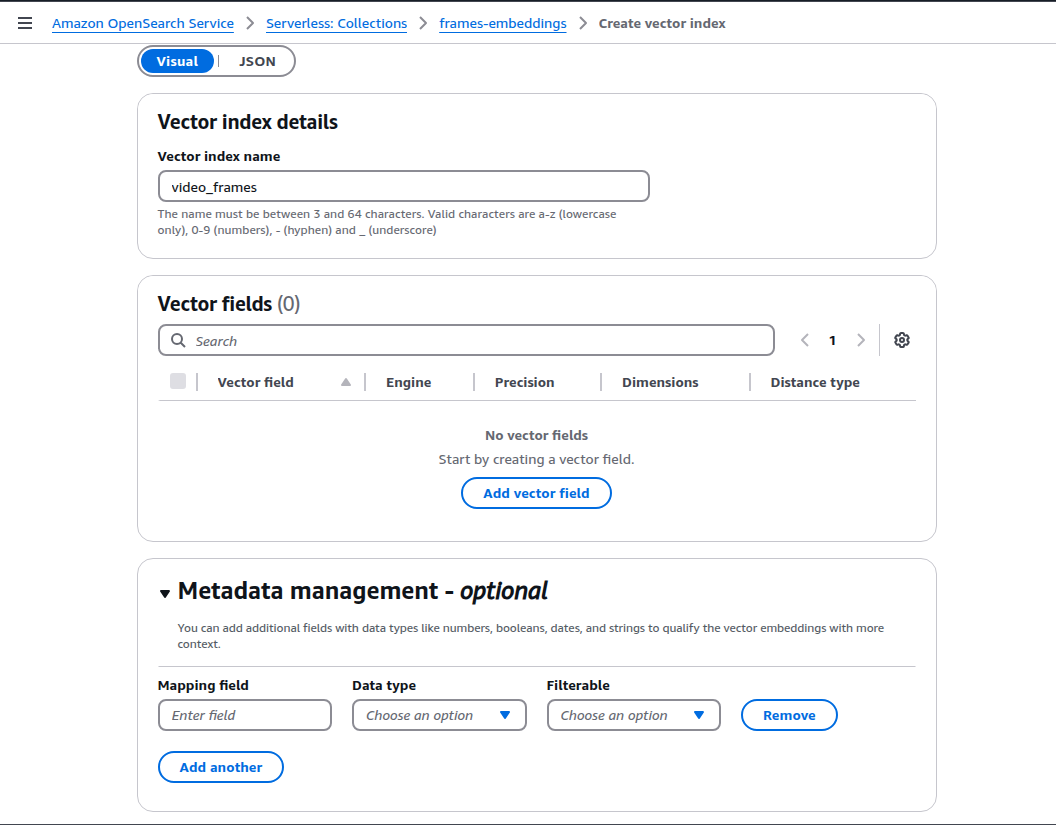 Amazon OpenSearch Service > Serverless: Collections > frames-embeddings > Create vector index
Visual | JSON
Vector index details
Vector index name
video_frames
The name must be between 3 and 64 characters. Valid characters are a-z (lowercase
only), 0-9 (numbers), - (hyphen) and _ (underscore)
Vector fields (0)
Search
1
Vector field Engine Precision Dimensions Distance type
No vector fields
Start by creating a vector field.
Add vector field
Metadata management - optional
You can add additional fields with data types like numbers, booleans, dates, and strings to qualify the vector embeddings with more
context.
Mapping field Data type Filterable
Enter field Choose an option Choose an option Remove
Add another